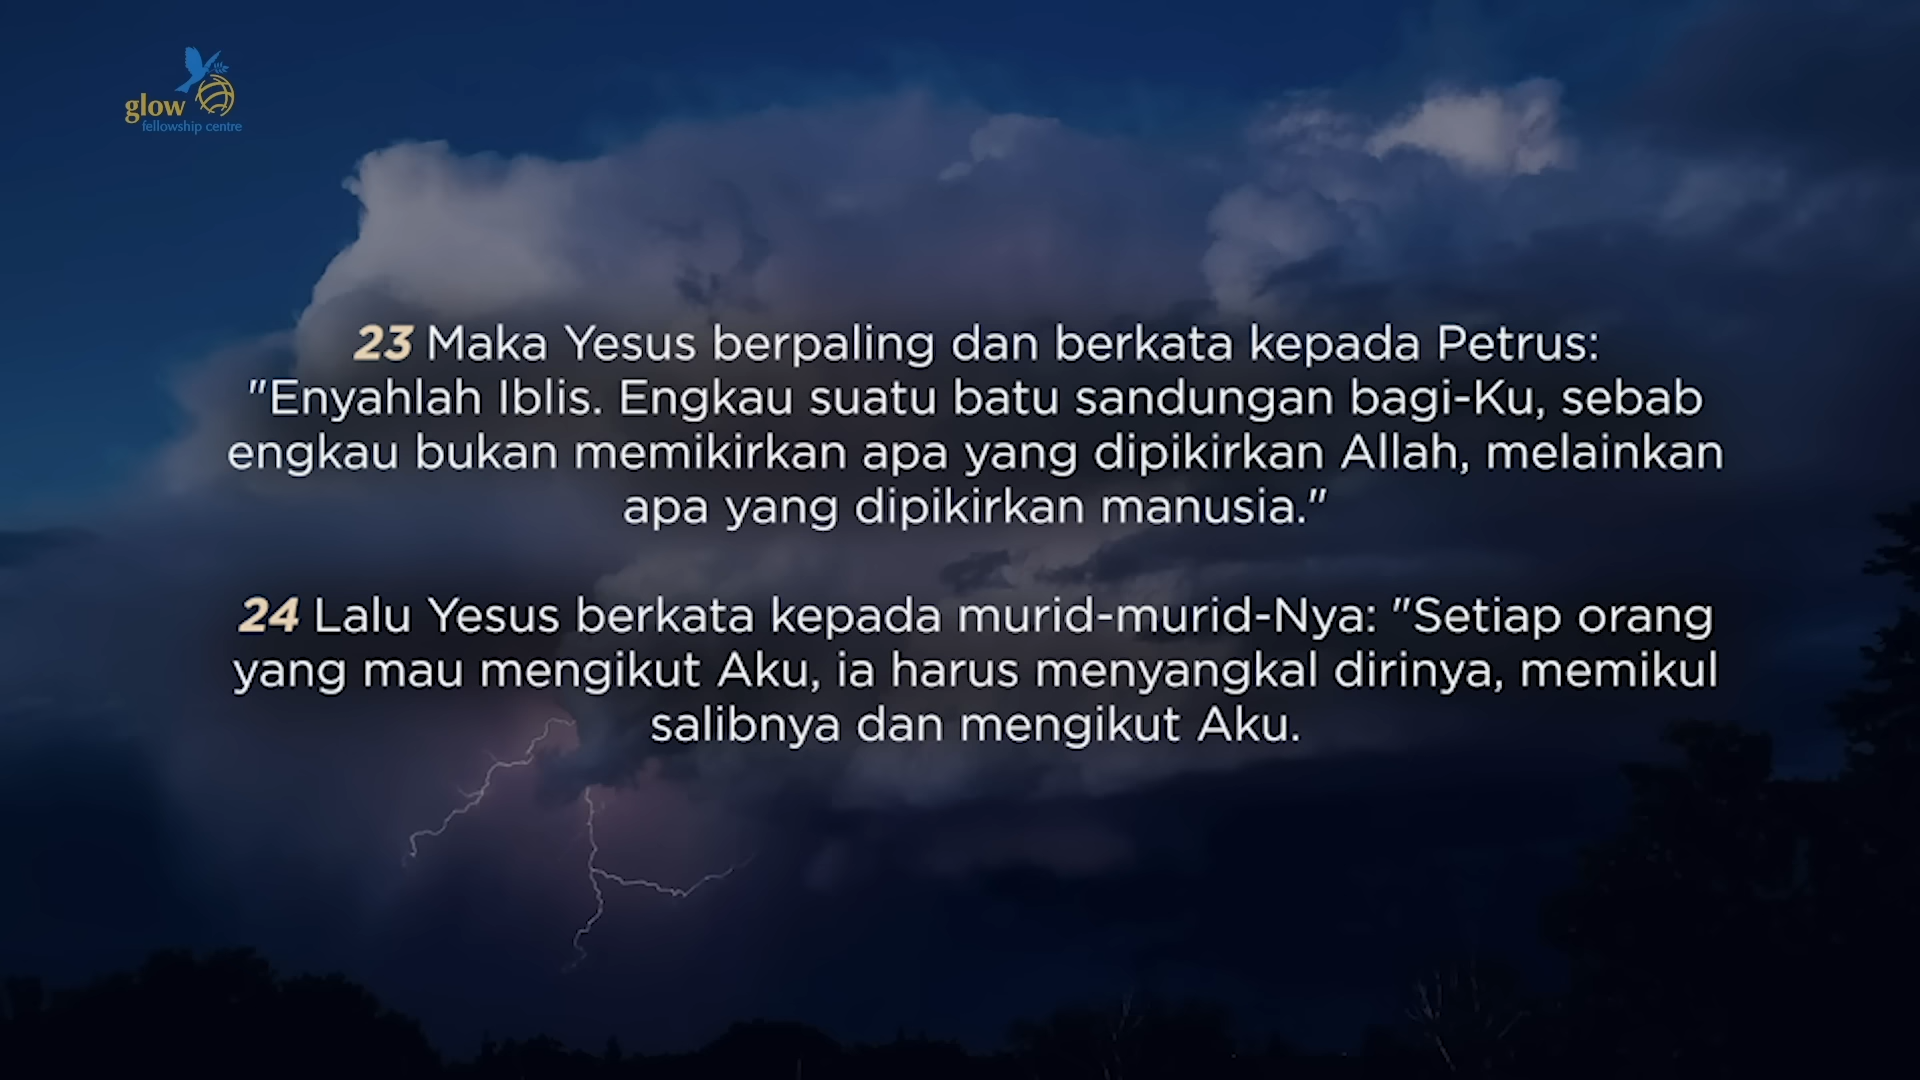 glow
fellowship centre
23 Maka Yesus berpaling dan berkata kepada Petrus:
"Enyahlah Iblis. Engkau suatu batu sandungan bagi-Ku, sebab
engkau bukan memikirkan apa yang dipikirkan Allah, melainkan
apa yang dipikirkan manusia."
24 Lalu Yesus berkata kepada murid-murid-Nya: "Setiap orang
yang mau mengikut Aku, ia harus menyangkal dirinya, memikul
salibnya dan mengikut Aku.